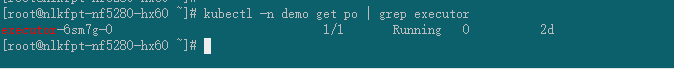 [root@nlkfpt-nf5280-hx60 ~]# kubectl -n demo get po | grep executor
executor-6sm7g-0 1/1 Running 0 2d
[root@nlkfpt-nf5280-hx60 ~]#